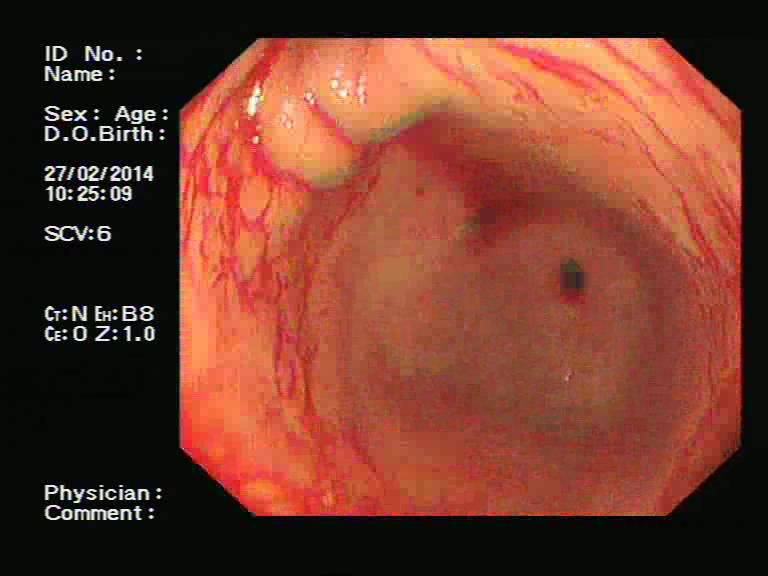 ID No. :
Name :
Sex : Age :
D.O.Birth :
27/02/2014
10:25:09
SCV:6
CT:N EH:B8
CE:0 Z:1.0
Physician :
Comment :